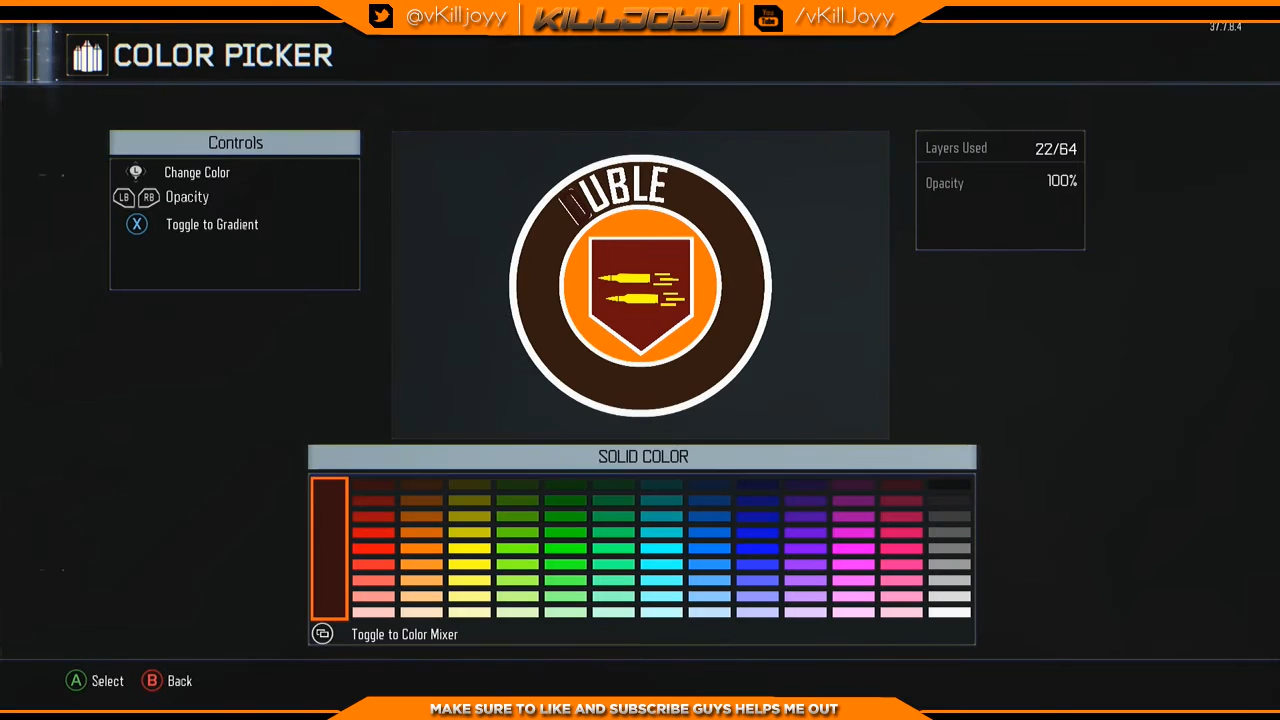 @vKilljoyy
KILLJOYY
You Tube
/vKillJoyy
37.7.8.4
COLOR PICKER
Controls
L
Change Color
LB RB Opacity
X Toggle to Gradient
UBLE
Layers Used 22/64
Opacity 100%
SOLID COLOR
Toggle to Color Mixer
A Select B Back
MAKE SURE TO LIKE AND SUBSCRIBE GUYS HELPS ME OUT